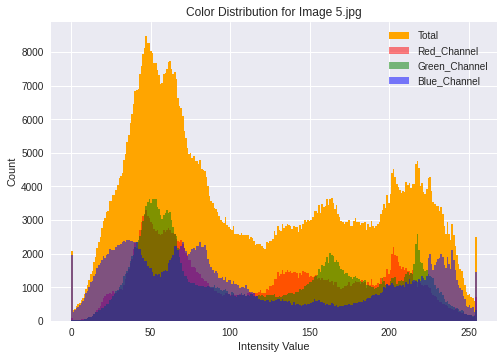 Color Distribution for Image 5.jpg
Total
Red_Channel
Green_Channel
Blue_Channel
Count
8000
7000
6000
5000
4000
3000
2000
1000
0
0 50 100 150 200 250
Intensity Value